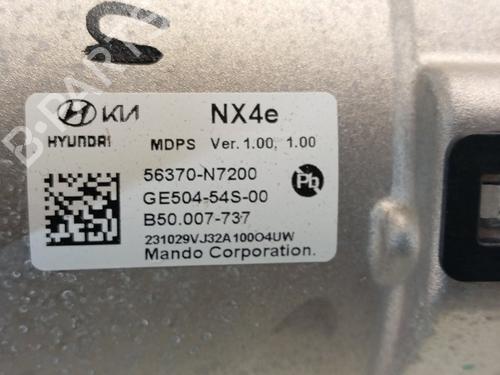 HYUNDAI KIA NX4e
MDPS Ver.1.00, 1.00
56370-N7200
GE504-54S-00
Pb
B50.007-737
231029VJ32A100O4UW
Mando Corporation.
B-PARTS